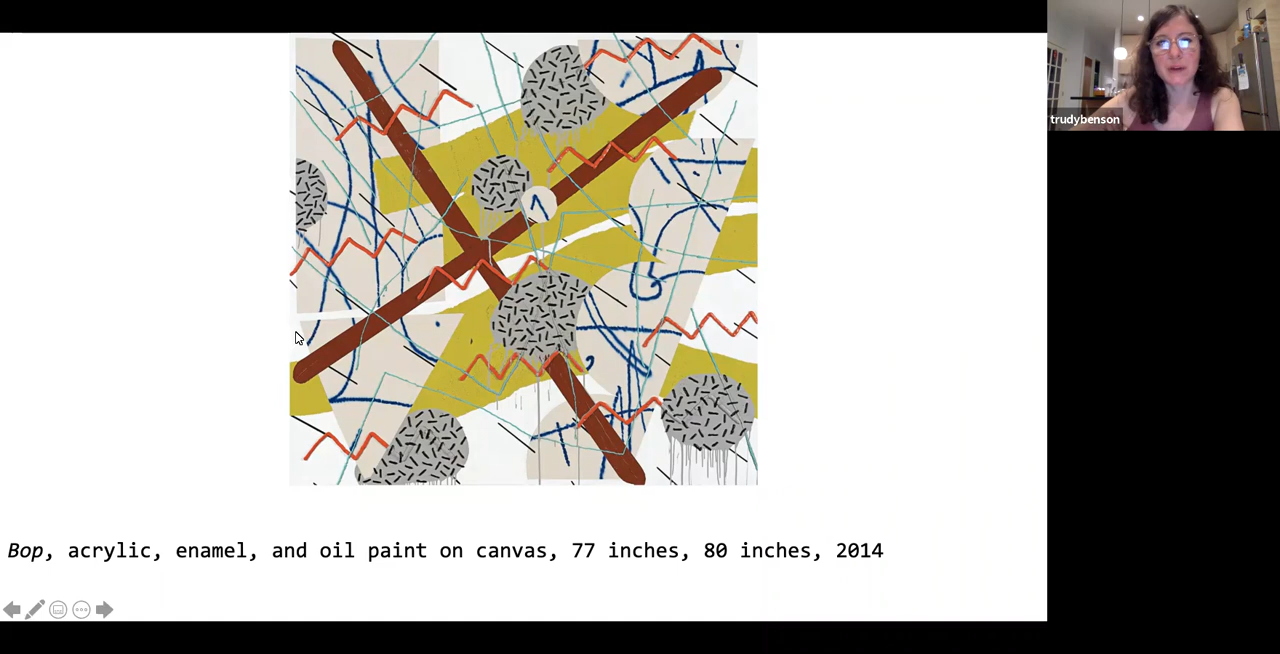 trudybenson
Bop, acrylic, enamel, and oil paint on canvas, 77 inches, 80 inches, 2014